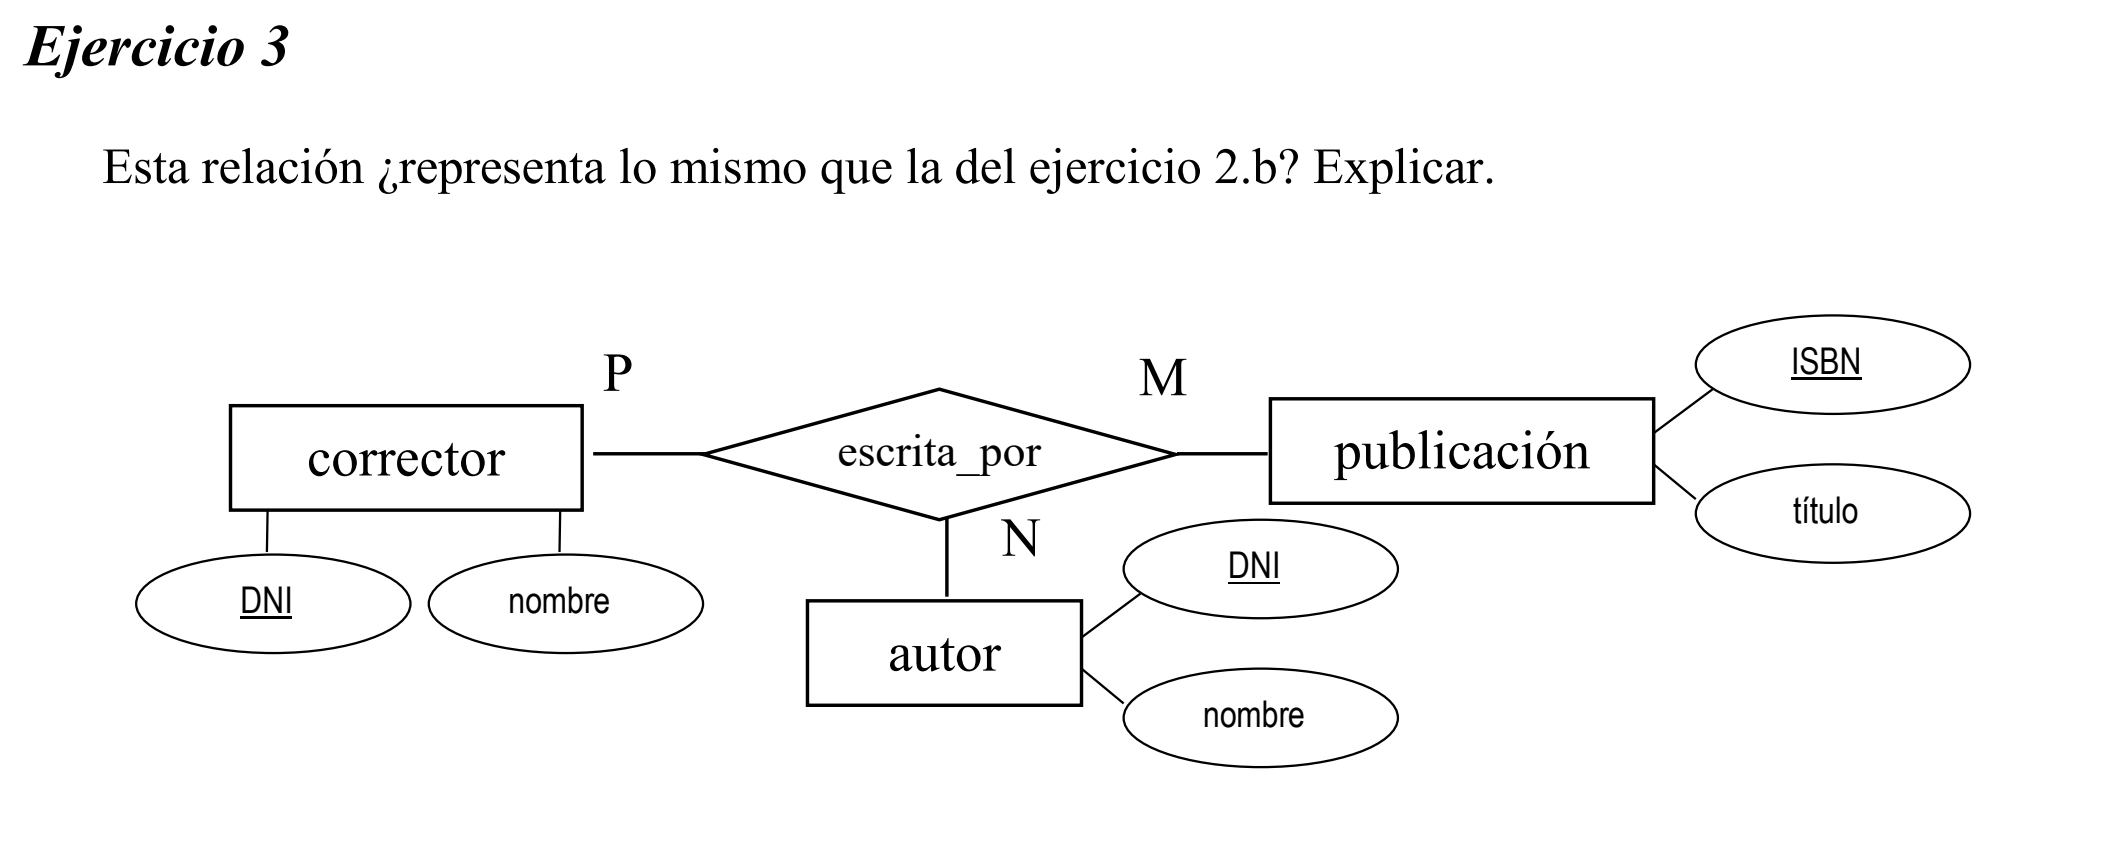 Ejercicio 3
Esta relación ¿representa lo mismo que la del ejercicio 2.b? Explicar.
P
M
ISBN
corrector
escrita_por
publicación
título
N
DNI
DNI
nombre
autor
nombre